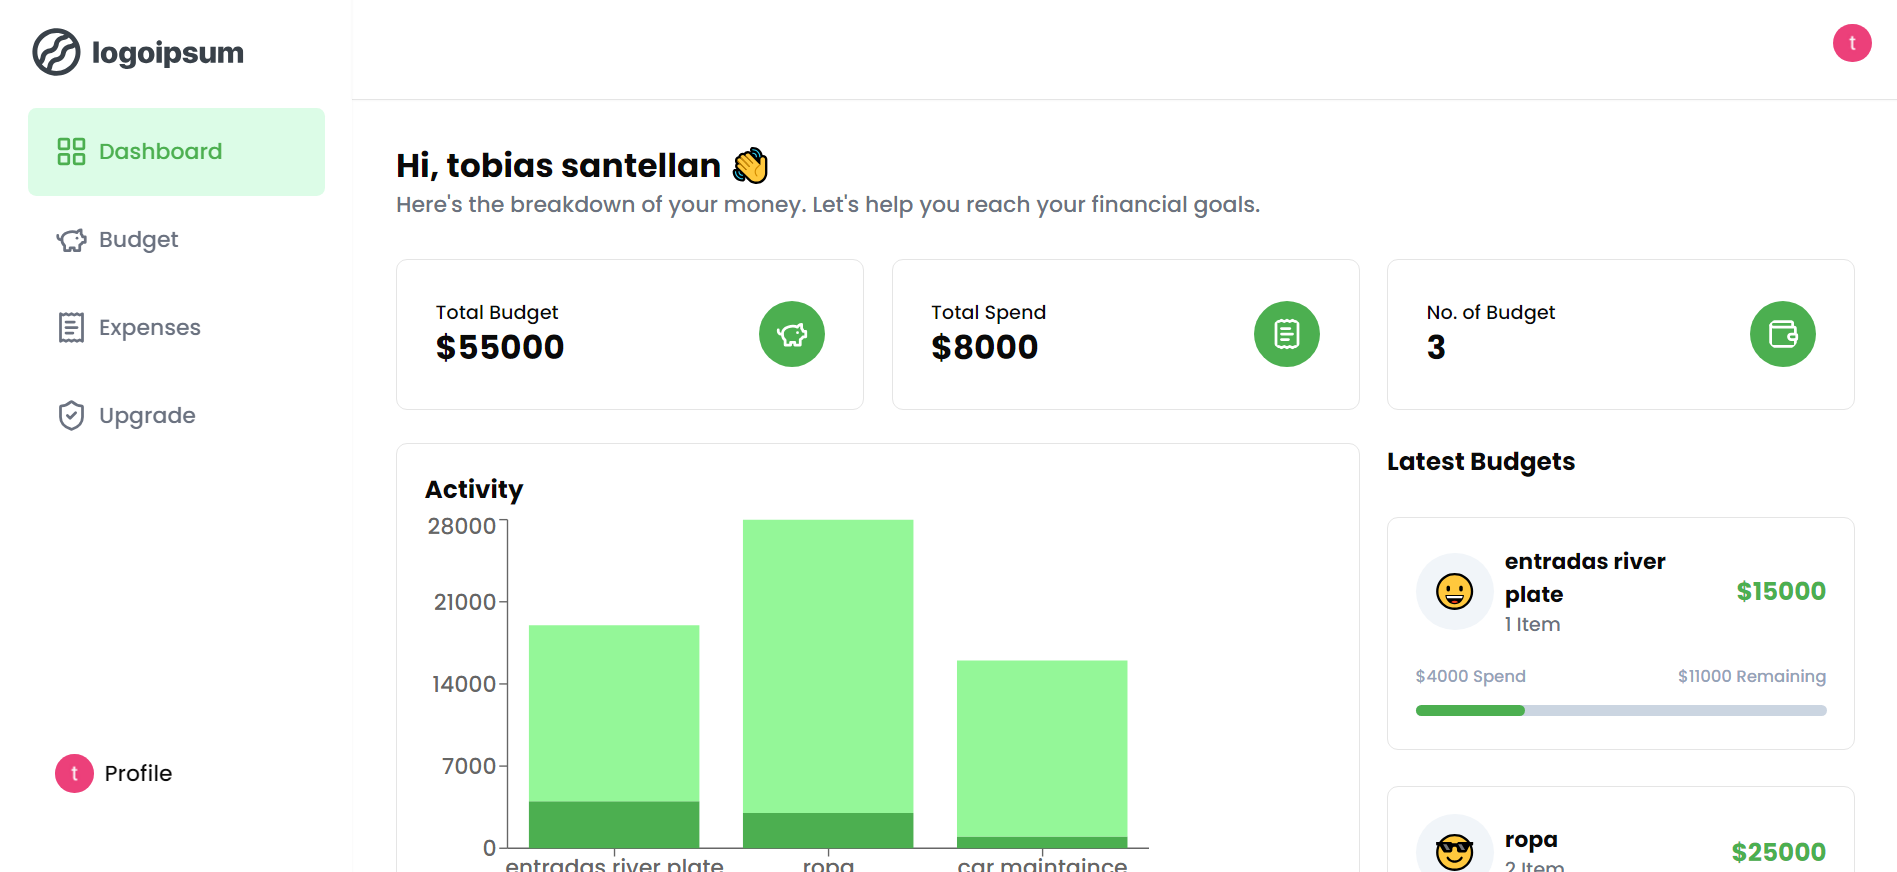 logoipsum
t
Dashboard
Budget
Expenses
Upgrade
t Profile
Hi, tobias santellan 👋
Here's the breakdown of your money. Let's help you reach your financial goals.
Total Budget
$55000
Total Spend
$8000
No. of Budget
3
Activity
28000
21000
14000
7000
0
entradas river plate ropa car maintaince
Latest Budgets
entradas river
plate
1 Item
$15000
$4000 Spend $11000 Remaining
ropa
2 Item
$25000